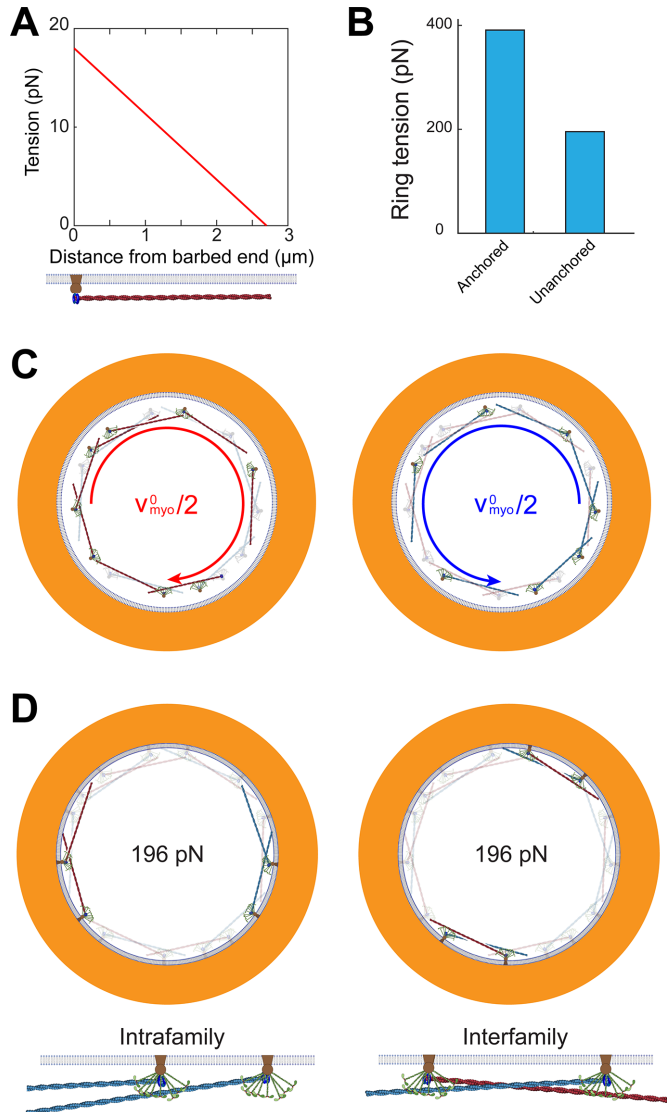 A
20
10
0
Tension (pN)
0
1
2
3
Distance from barbed end (μm)
B
400
200
0
Ring tension (pN)
Anchored
Unanchored
C
v⁰myo/2
v⁰myo/2
D
196 pN
196 pN
Intrafamily
Interfamily